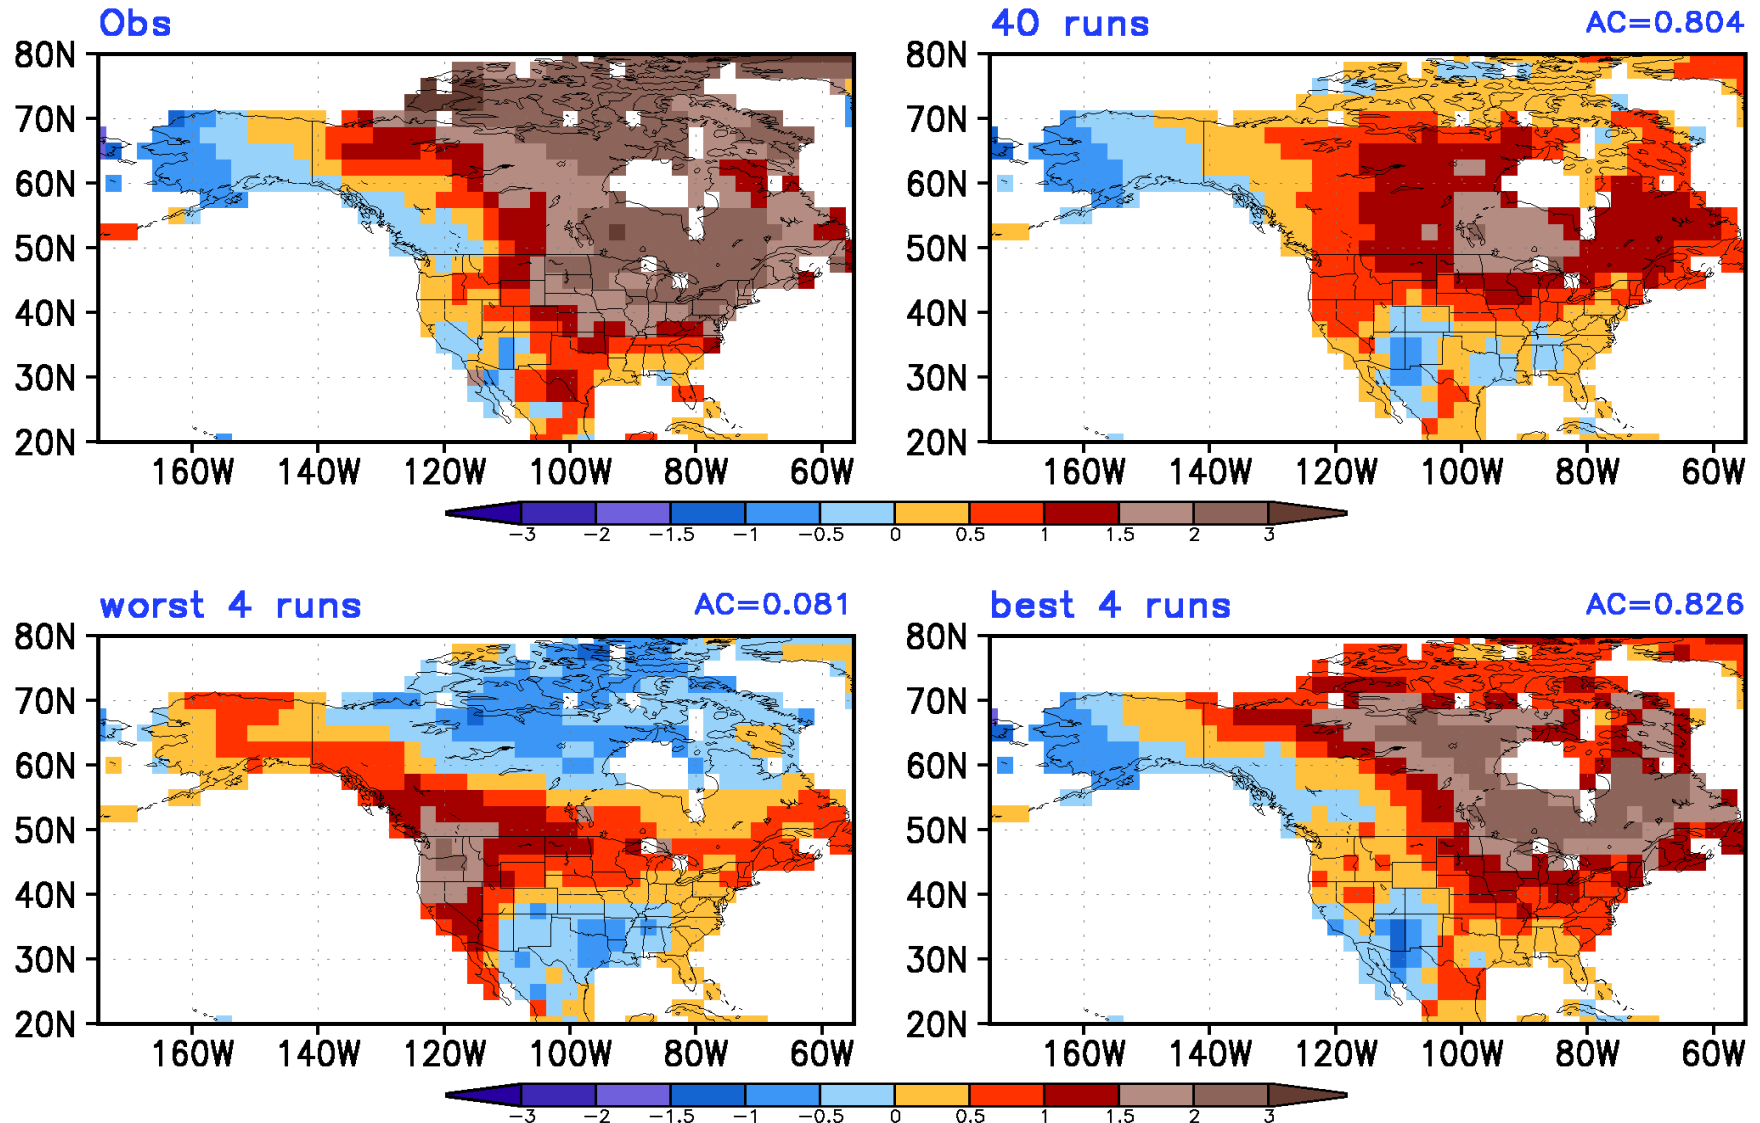 Obs
40 runs AC=0.804
80N 80N
70N 70N
60N 60N
50N 50N
40N 40N
30N 30N
20N 20N
160W 140W 120W 100W 80W 60W 160W 140W 120W 100W 80W 60W
-3 -2 -1.5 -1 -0.5 0 0.5 1 1.5 2 3
worst 4 runs AC=0.081
best 4 runs AC=0.826
80N 80N
70N 70N
60N 60N
50N 50N
40N 40N
30N 30N
20N 20N
160W 140W 120W 100W 80W 60W 160W 140W 120W 100W 80W 60W
-3 -2 -1.5 -1 -0.5 0 0.5 1 1.5 2 3